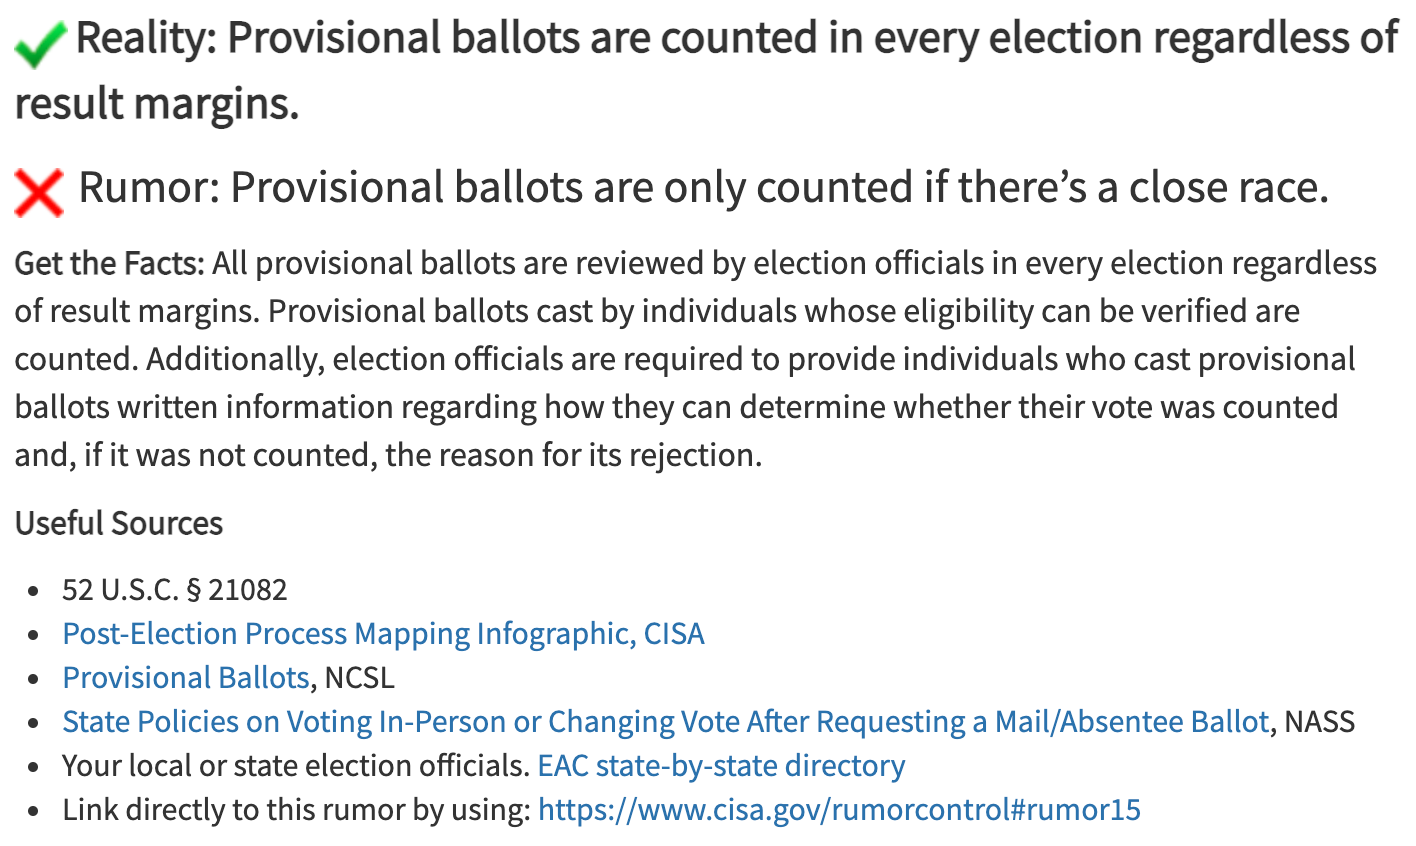 Reality: Provisional ballots are counted in every election regardless of
result margins.
Rumor: Provisional ballots are only counted if there’s a close race.
Get the Facts: All provisional ballots are reviewed by election officials in every election regardless
of result margins. Provisional ballots cast by individuals whose eligibility can be verified are
counted. Additionally, election officials are required to provide individuals who cast provisional
ballots written information regarding how they can determine whether their vote was counted
and, if it was not counted, the reason for its rejection.
Useful Sources
• 52 U.S.C. § 21082
• Post-Election Process Mapping Infographic, CISA
• Provisional Ballots, NCSL
• State Policies on Voting In-Person or Changing Vote After Requesting a Mail/Absentee Ballot, NASS
• Your local or state election officials. EAC state-by-state directory
• Link directly to this rumor by using: https://www.cisa.gov/rumorcontrol#rumor15